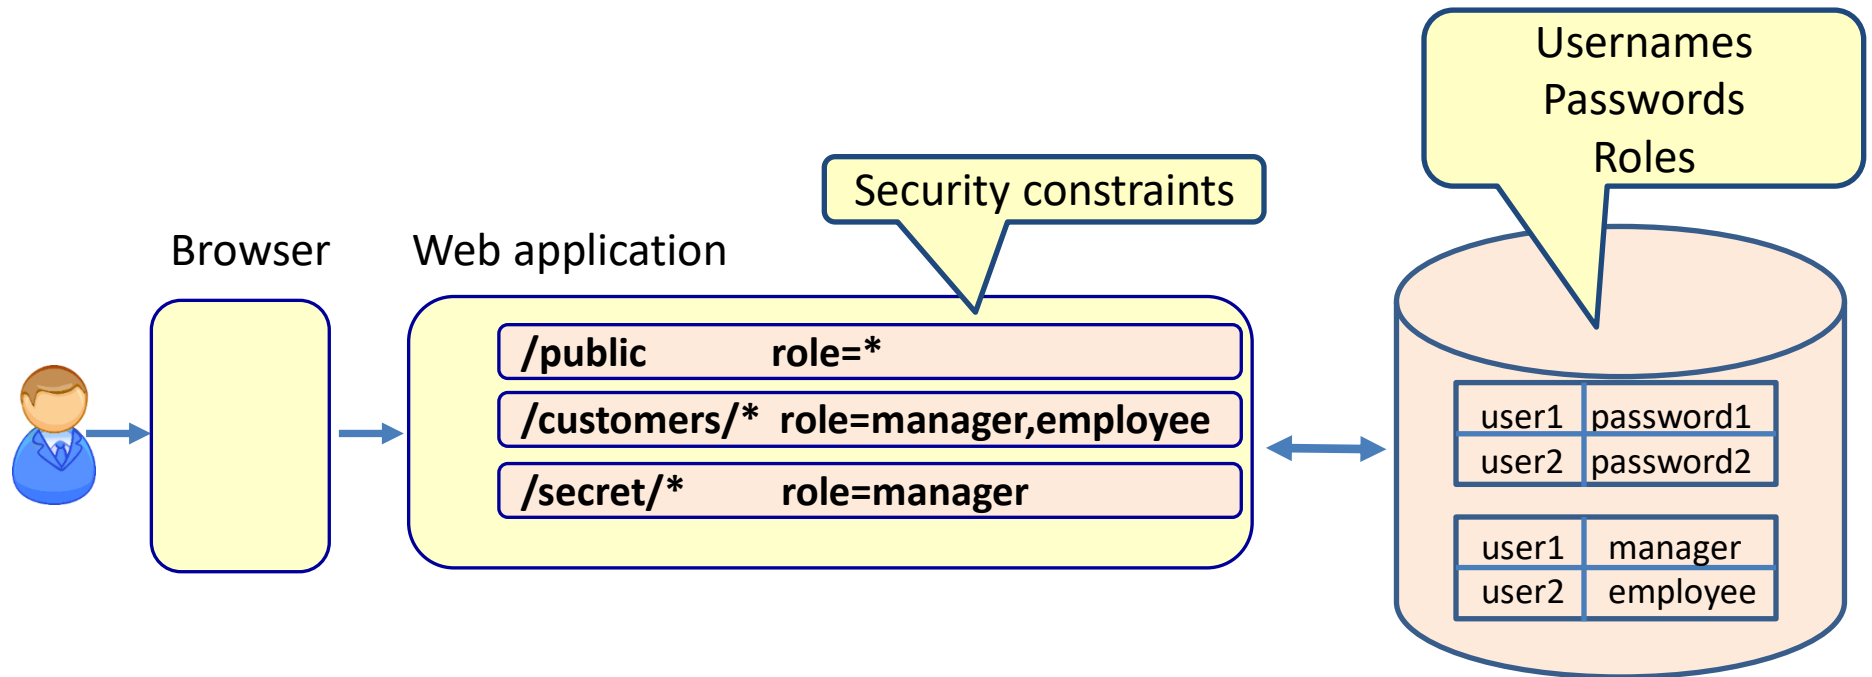 Usernames
Passwords
Roles
Security constraints
Browser
Web application
/public role=*
/customers/* role=manager,employee
/secret/* role=manager
user1 password1
user2 password2
user1 manager
user2 employee